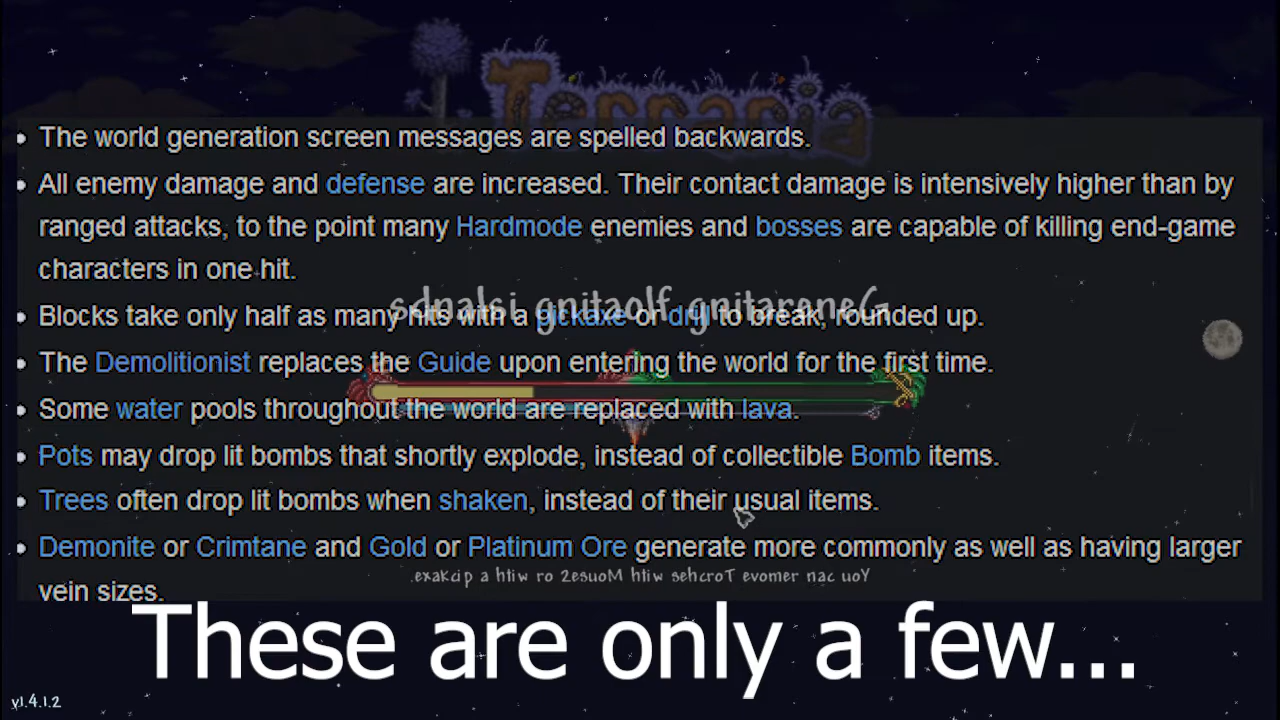 Terraria
The world generation screen messages are spelled backwards.
All enemy damage and defense are increased. Their contact damage is intensively higher than by
ranged attacks, to the point many Hardmode enemies and bosses are capable of killing end-game
characters in one hit.
sdnalsi gnitaolf gnitareneG
Blocks take only half as many hits with a pickaxe or drill to break, rounded up.
The Demolitionist replaces the Guide upon entering the world for the first time.
Some water pools throughout the world are replaced with lava.
Pots may drop lit bombs that shortly explode, instead of collectible Bomb items.
Trees often drop lit bombs when shaken, instead of their usual items.
Demonite or Crimtane and Gold or Platinum Ore generate more commonly as well as having larger
.exakcip a htiw ro 2esuoM htiw sehcroT evomer nac uoY
vein sizes.
These are only a few...
v1.4.1.2